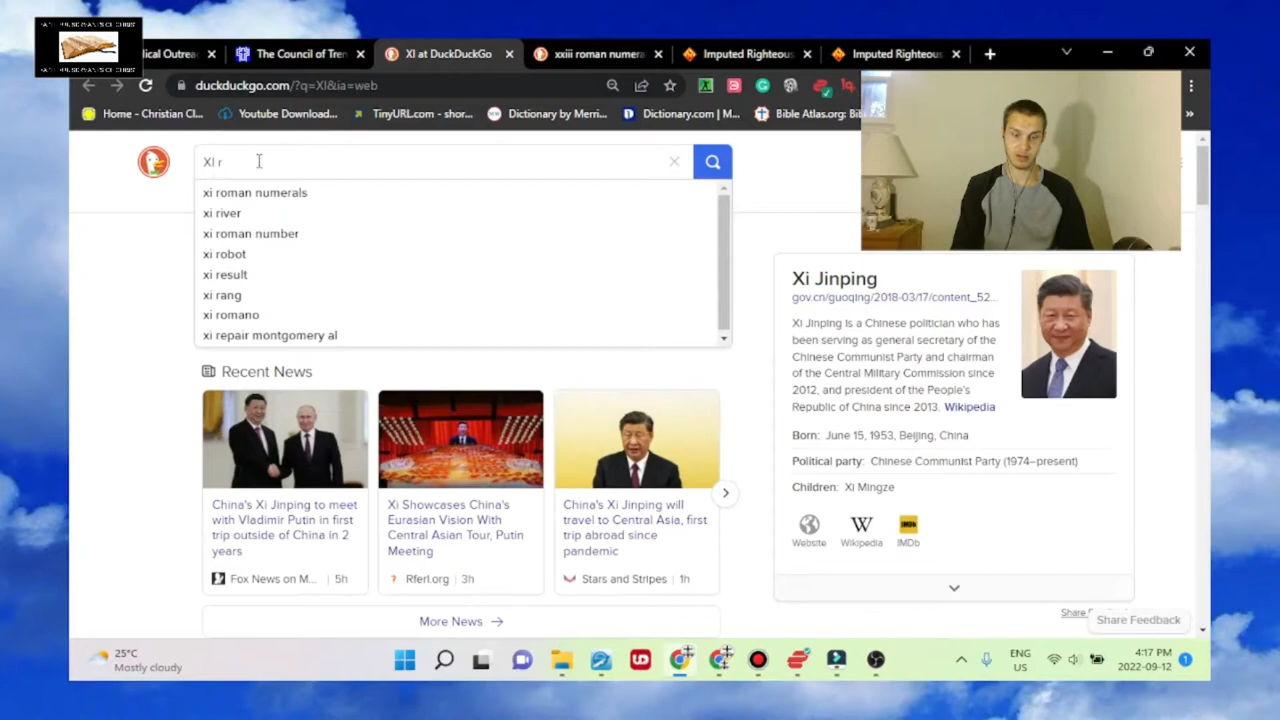 lical Outrea
The Council of Tren
XI at DuckDuckGo
xxiii roman numera
Imputed Righteous
Imputed Righteous
duckduckgo.com/?q=XI&ia=web
Home - Christian Cl...
Youtube Download...
TinyURL.com - shor...
Dictionary by Merri...
Dictionary.com | M...
Bible Atlas.org: Bib
XI r
xi roman numerals
xi river
xi roman number
xi robot
xi result
xi rang
xi romano
xi repair montgomery al
Recent News
China's Xi Jinping to meet
with Vladimir Putin in first
trip outside of China in 2
years
Fox News on M... | 5h
Xi Showcases China's
Eurasian Vision With
Central Asian Tour, Putin
Meeting
Rferl.org | 3h
China's Xi Jinping will
travel to Central Asia, first
trip abroad since
pandemic
Stars and Stripes | 1h
More News
Xi Jinping
gov.cn/guoqing/2018-03/17/content_52...
Xi Jinping is a Chinese politician who has
been serving as general secretary of the
Chinese Communist Party and chairman
of the Central Military Commission since
2012, and president of the People's
Republic of China since 2013. Wikipedia
Born: June 15, 1953, Beijing, China
Political party: Chinese Communist Party (1974–present)
Children: Xi Mingze
Website
Wikipedia
IMDb
Share
Share Feedback
25°C
Mostly cloudy
ENG
US
4:17 PM
2022-09-12
1